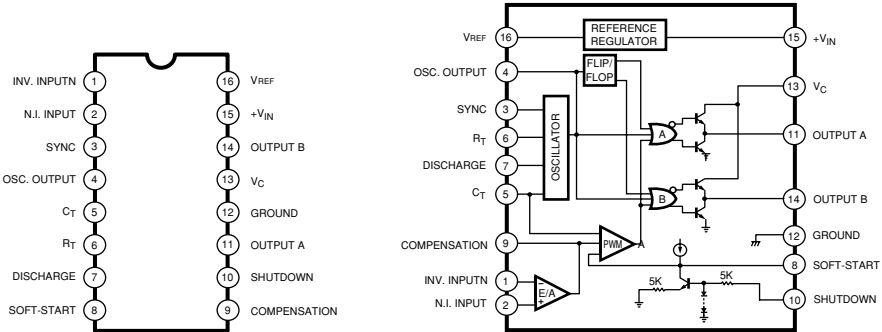 INV. INPUTN 1
16 VREF
N.I. INPUT 2
15 +VIN
SYNC 3
14 OUTPUT B
OSC. OUTPUT 4
13 VC
CT 5
12 GROUND
RT 6
11 OUTPUT A
DISCHARGE 7
10 SHUTDOWN
SOFT-START 8
9 COMPENSATION
VREF 16
REFERENCE
REGULATOR
15 +VIN
OSC. OUTPUT 4
FLIP/
FLOP
13 VC
SYNC 3
RT 6
DISCHARGE 7
CT 5
OSCILLATOR
A
11 OUTPUT A
B
14 OUTPUT B
12 GROUND
COMPENSATION 9
PWM
A
8 SOFT-START
INV. INPUTN 1
N.I. INPUT 2
−
E/A
+
5K
5K
10 SHUTDOWN